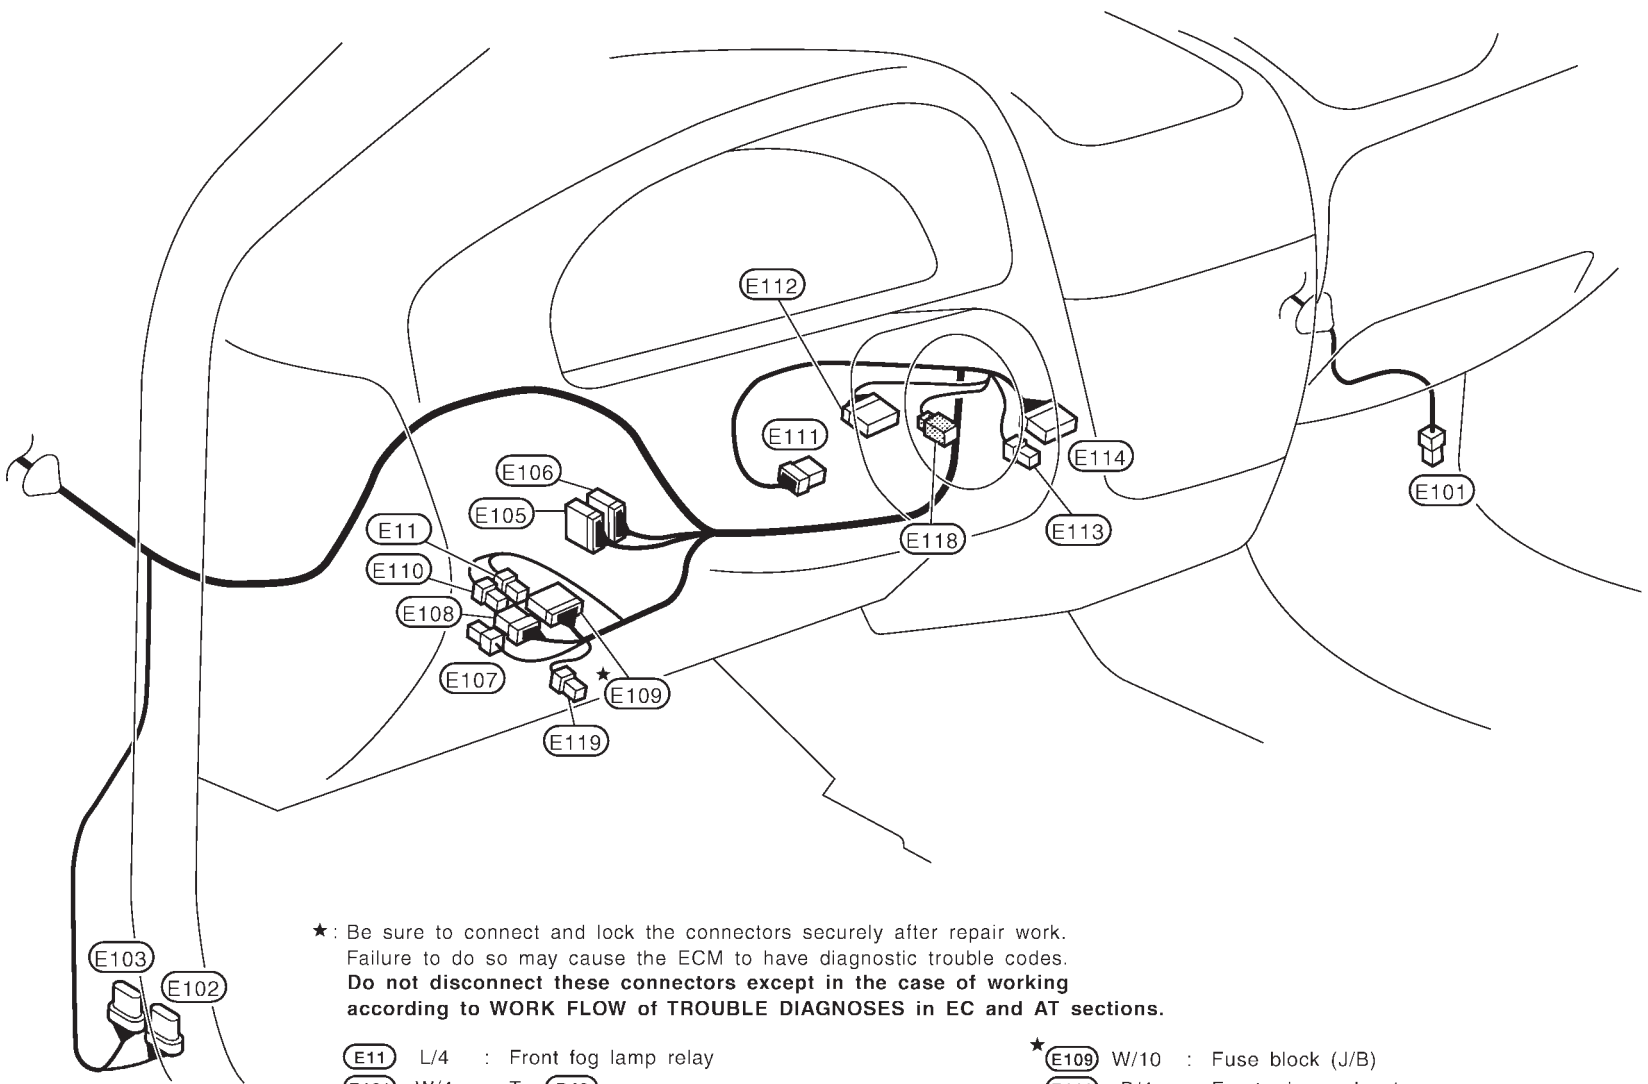 E112
E111
E106
E105
E11
E110
E108
E107
★
E109
E119
E118
E113
E114
E101
E103
E102
★ : Be sure to connect and lock the connectors securely after repair work.
Failure to do so may cause the ECM to have diagnostic trouble codes.
Do not disconnect these connectors except in the case of working
according to WORK FLOW of TROUBLE DIAGNOSES in EC and AT sections.
E11 L/4 : Front fog lamp relay
★ E109 W/10 : Fuse block (J/B)